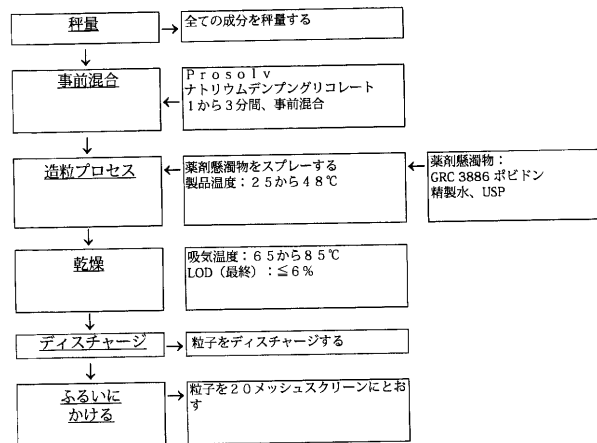 秤量
全ての成分を秤量する
事前混合
Ｐｒｏｓｏｌｖ
ナトリウムデンプングリコレート
１から３分間、事前混合
造粒プロセス
薬剤懸濁物をスプレーする
製品温度：２５から４８℃
薬剤懸濁物：
GRC 3886 ポビドン
精製水、USP
乾燥
吸気温度：６５から８５℃
LOD（最終）：≦６％
ディスチャージ
粒子をディスチャージする
ふるいに
かける
粒子を２０メッシュスクリーンにとお
す